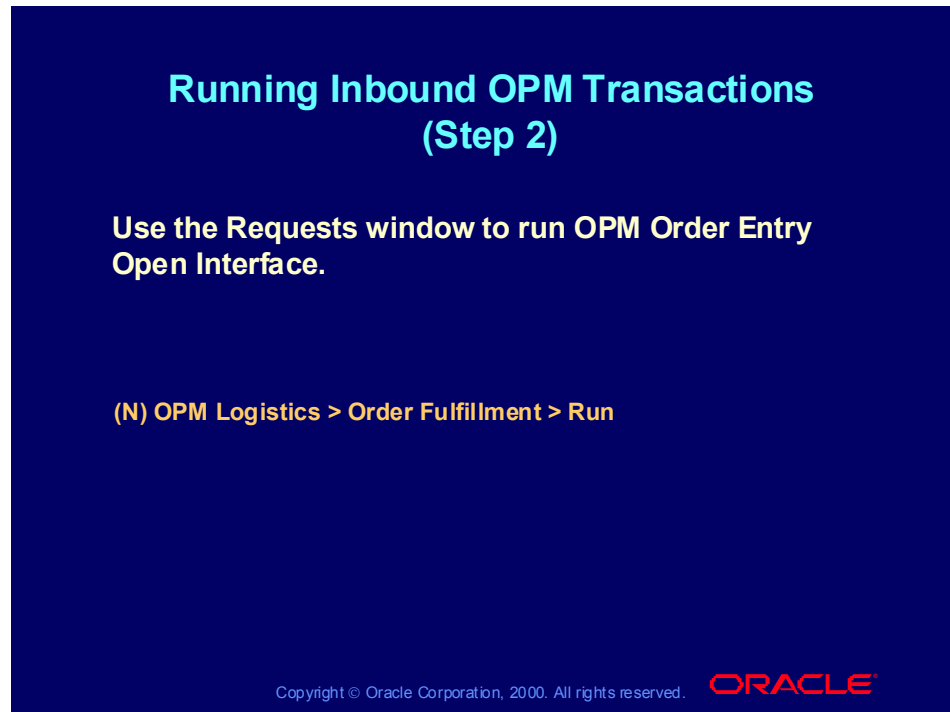 Running Inbound OPM Transactions
(Step 2)
Use the Requests window to run OPM Order Entry
Open Interface.
(N) OPM Logistics > Order Fulfillment > Run
Copyright © Oracle Corporation, 2000. All rights reserved.
ORACLE®